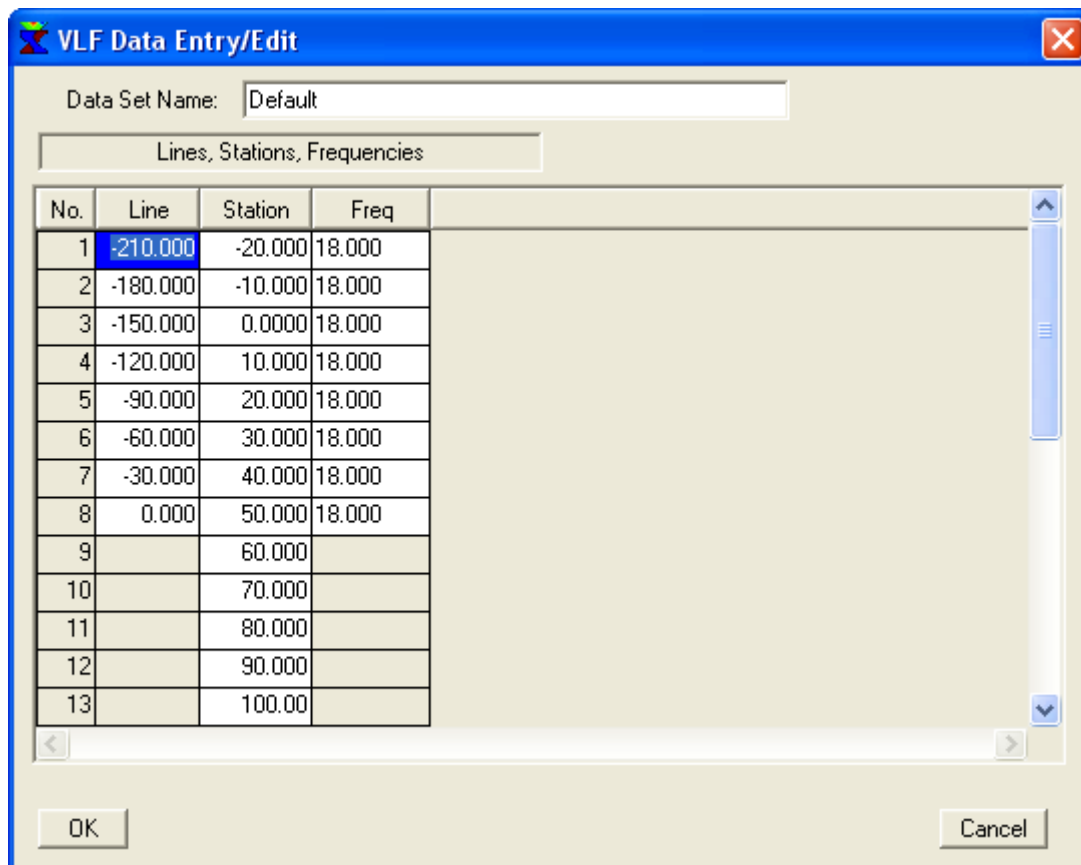 VLF Data Entry/Edit
Data Set Name: Default
Lines, Stations, Frequencies
No. Line Station Freq
1 -210.000 -20.000 18.000
2 -180.000 -10.000 18.000
3 -150.000 0.0000 18.000
4 -120.000 10.000 18.000
5 -90.000 20.000 18.000
6 -60.000 30.000 18.000
7 -30.000 40.000 18.000
8 0.000 50.000 18.000
9 60.000
10 70.000
11 80.000
12 90.000
13 100.00
OK Cancel